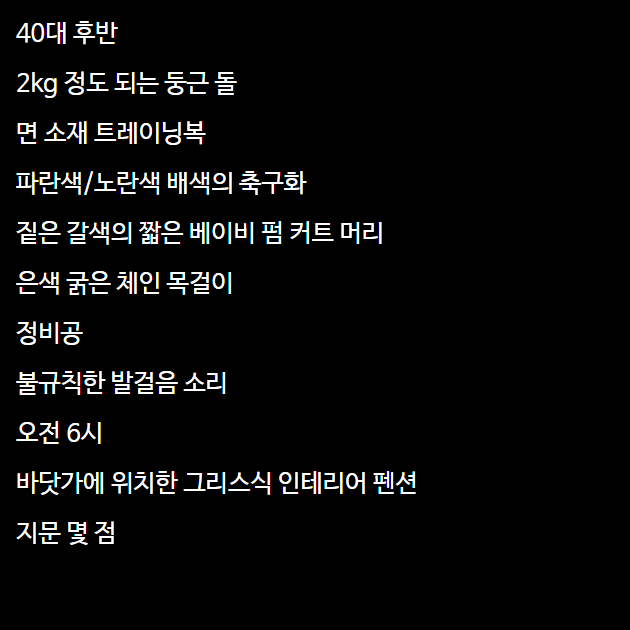 40대 후반
2kg 정도 되는 둥근 돌
면 소재 트레이닝복
파란색/노란색 배색의 축구화
짙은 갈색의 짧은 베이비 펌 커트 머리
은색 굵은 체인 목걸이
정비공
불규칙한 발걸음 소리
오전 6시
바닷가에 위치한 그리스식 인테리어 펜션
지문 몇 점